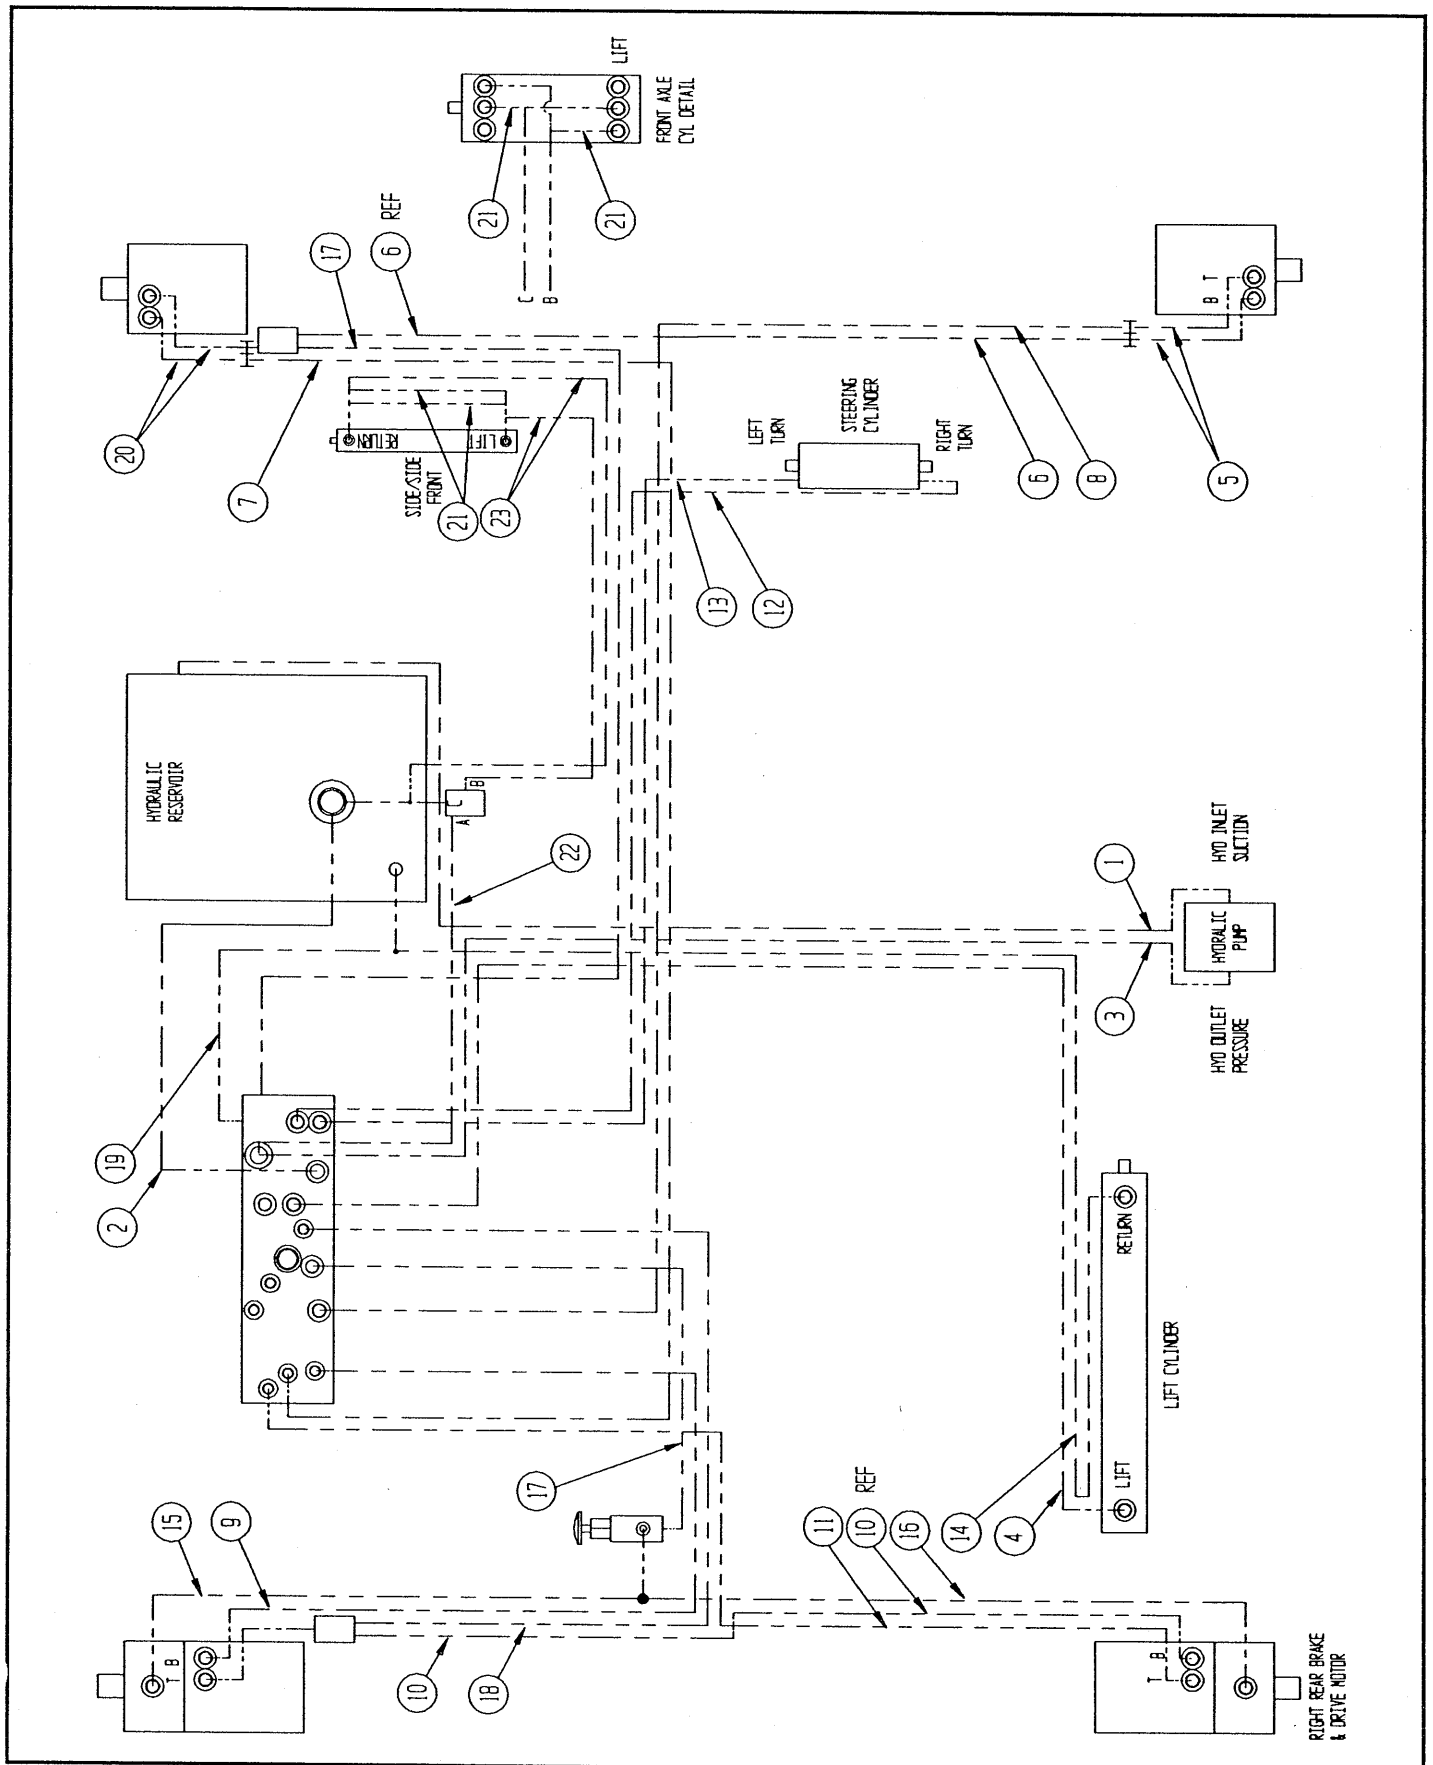 LIFT
FRONT AXLE
CYL DETAIL
21
21
C
B
17
6
REF
20
7
RETURN
LIFT
SIDE/SIDE
FRONT
21
23
B T
LEFT
TURN
STEERING
CYLINDER
RIGHT
TURN
6
8
5
13
12
HYDRAULIC
RESERVOIR
C
B
A
22
1
HYD INLET
SUCTION
HYDRALIC
PUMP
3
HYD OUTLET
PRESSURE
19
2
RETURN
LIFT
LIFT CYLINDER
14
4
17
15
9
11
10
REF
16
T B
10
18
T B
RIGHT REAR BRAKE
& DRIVE MOTOR